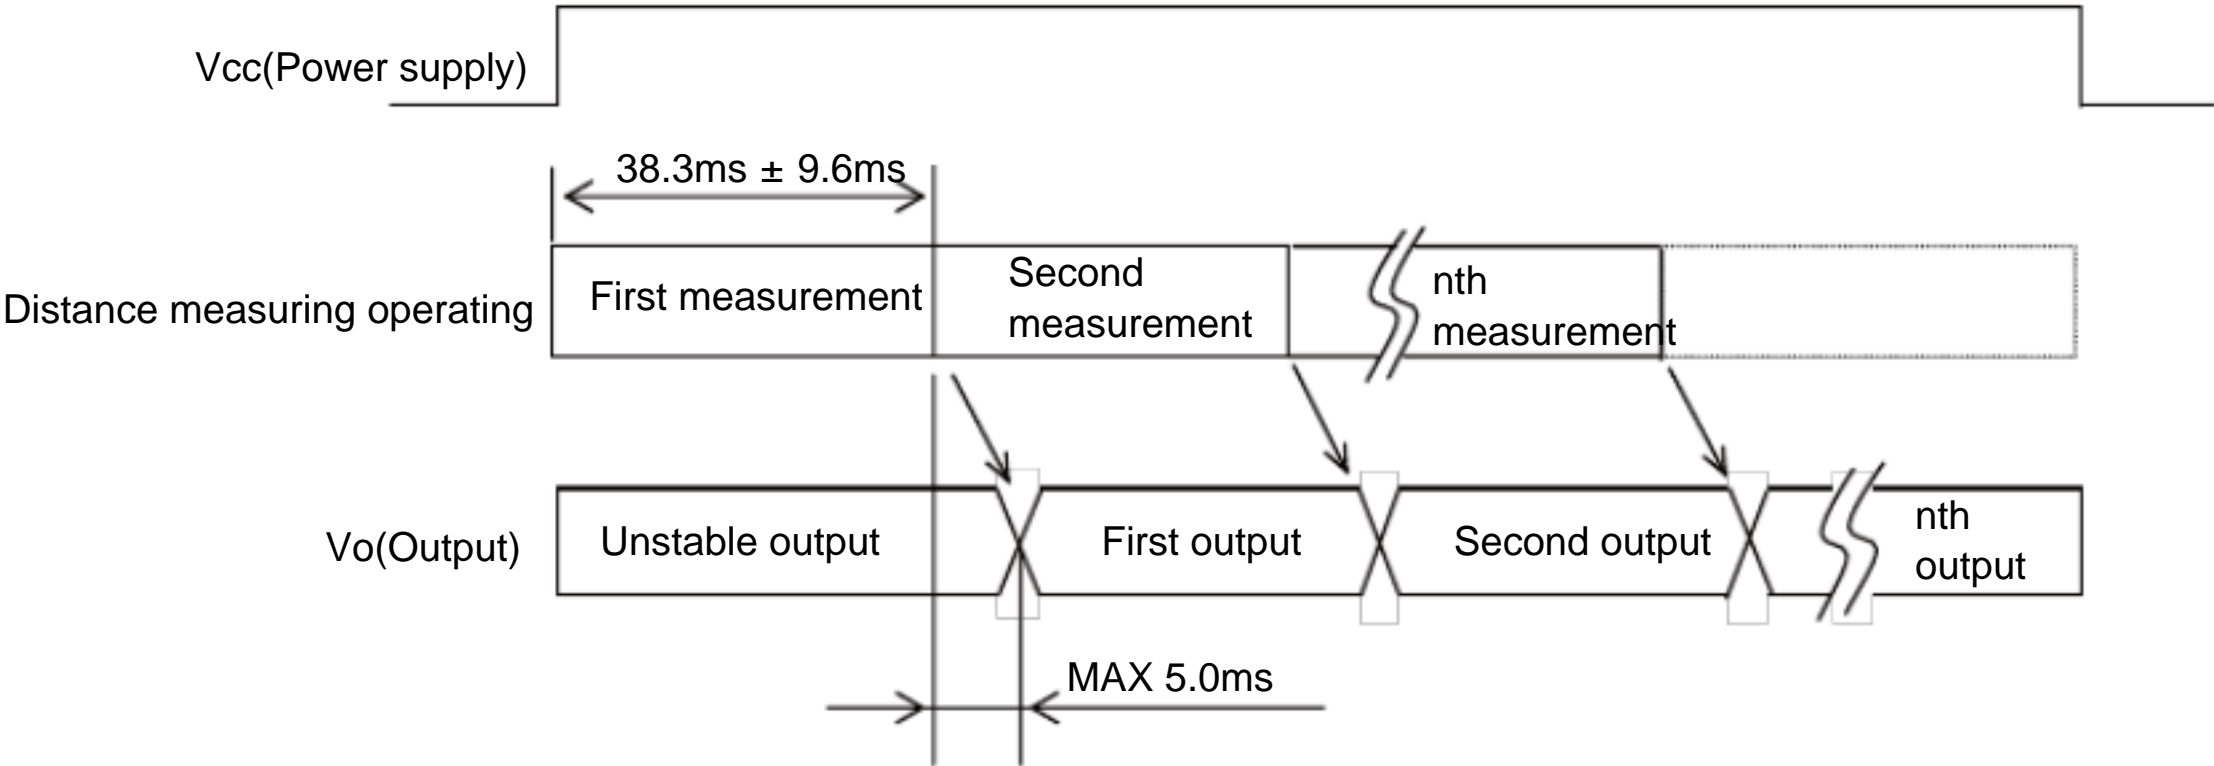 Vcc(Power supply)
38.3ms ± 9.6ms
Distance measuring operating
First measurement
Second
measurement
nth
measurement
Vo(Output)
Unstable output
First output
Second output
nth
output
MAX 5.0ms